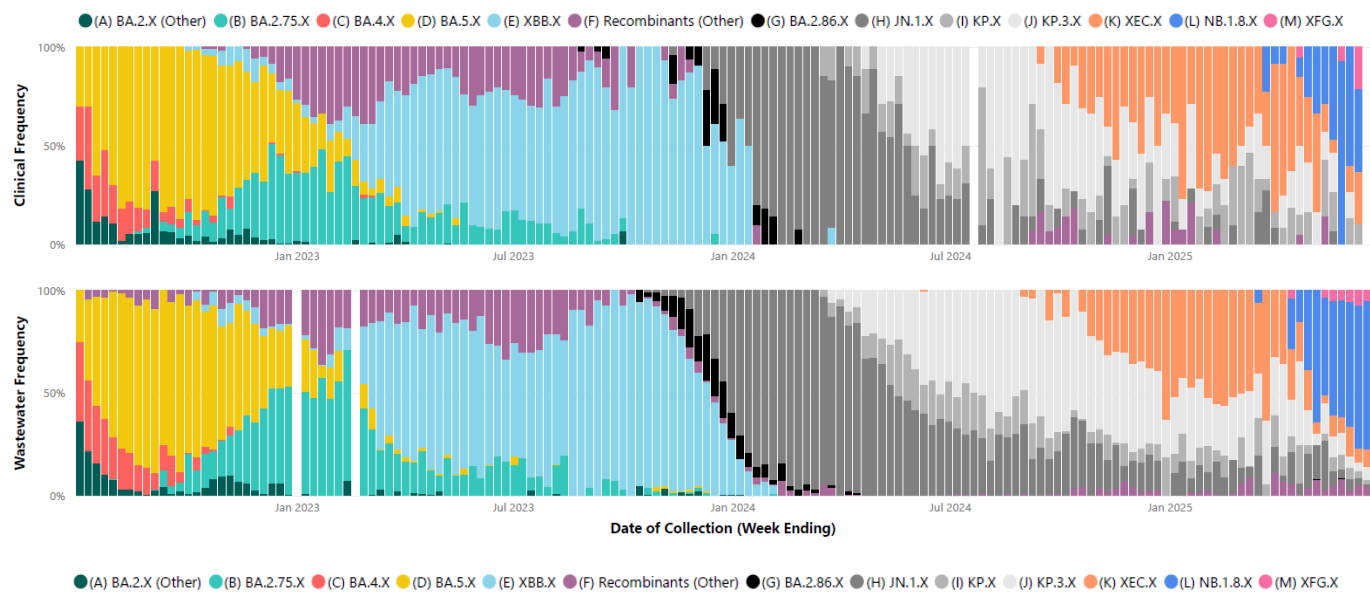 (A) BA.2.X (Other) (B) BA.2.75.X (C) BA.4.X (D) BA.5.X (E) XBB.X (F) Recombinants (Other) (G) BA.2.86.X (H) JN.1.X (I) KP.X (J) KP.3.X (K) XEC.X (L) NB.1.8.X (M) XFG.X
Clinical Frequency
100%
50%
0%
Jan 2023 Jul 2023 Jan 2024 Jul 2024 Jan 2025
Wastewater Frequency
100%
50%
0%
Jan 2023 Jul 2023 Jan 2024 Jul 2024 Jan 2025
Date of Collection (Week Ending)
(A) BA.2.X (Other) (B) BA.2.75.X (C) BA.4.X (D) BA.5.X (E) XBB.X (F) Recombinants (Other) (G) BA.2.86.X (H) JN.1.X (I) KP.X (J) KP.3.X (K) XEC.X (L) NB.1.8.X (M) XFG.X